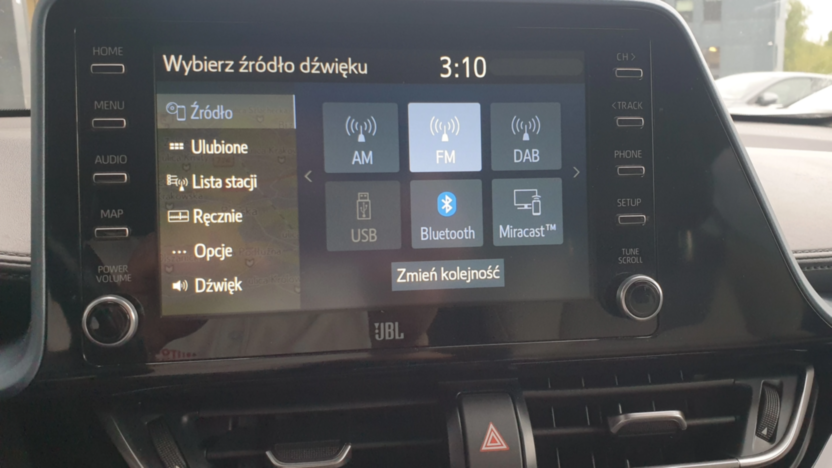 HOME
MENU
AUDIO
MAP
POWER
VOLUME
Wybierz źródło dźwięku
3:10
Źródło
Ulubione
Lista stacji
Ręcznie
Opcje
Dźwięk
AM
FM
DAB
USB
Bluetooth
Miracast™
Zmień kolejność
CH >
< TRACK
PHONE
SETUP
TUNE
SCROLL
JBL